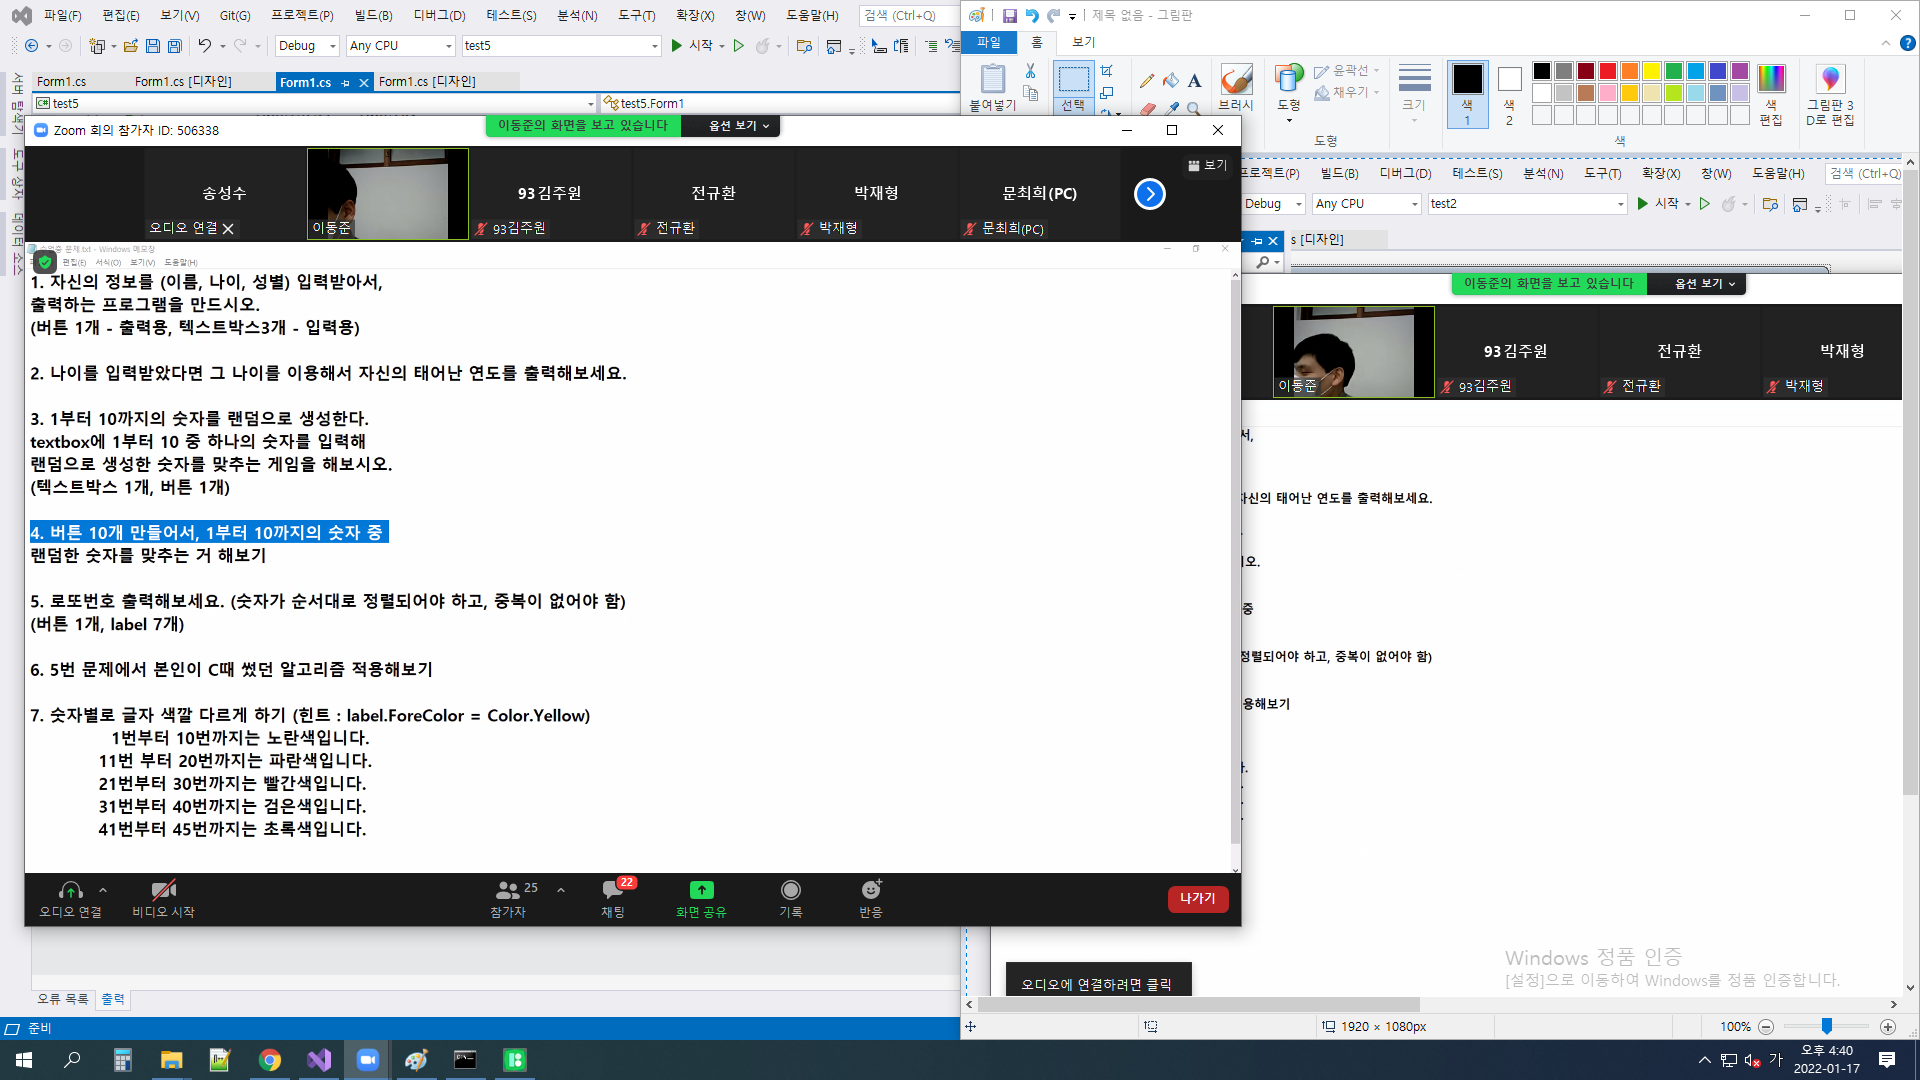 파일(F) 편집(E) 보기(V) Git(G) 프로젝트(P) 빌드(B) 디버그(D) 테스트(S) 분석(N) 도구(T) 확장(X) 창(W) 도움말(H) 검색 (Ctrl+Q)
제목 없음 - 그림판
Debug Any CPU test5 시작
파일 홈 보기
Form1.cs Form1.cs [디자인] Form1.cs Form1.cs [디자인]
test5 test5.Form1
붙여넣기 선택 브러시 도형 윤곽선 채우기 크기 색 1 색 2 색 편집 그림판 3D로 편집
도형 색
서버 탐색기
도구 상자
데이터 소스
Zoom 회의 참가자 ID: 506338
이동준의 화면을 보고 있습니다 옵션 보기
보기
송성수 93김주원 전규환 박재형 문최희(PC)
오디오 연결 이동준 93김주원 전규환 박재형 문최희(PC)
편집(E) 서식(O) 보기(V) 도움말(H)
1. 자신의 정보를 (이름, 나이, 성별) 입력받아서,
출력하는 프로그램을 만드시오.
(버튼 1개 - 출력용, 텍스트박스3개 - 입력용)
2. 나이를 입력받았다면 그 나이를 이용해서 자신의 태어난 연도를 출력해보세요.
3. 1부터 10까지의 숫자를 랜덤으로 생성한다.
textbox에 1부터 10 중 하나의 숫자를 입력해
랜덤으로 생성한 숫자를 맞추는 게임을 해보시오.
(텍스트박스 1개, 버튼 1개)
4. 버튼 10개 만들어서, 1부터 10까지의 숫자 중
랜덤한 숫자를 맞추는 거 해보기
5. 로또번호 출력해보세요. (숫자가 순서대로 정렬되어야 하고, 중복이 없어야 함)
(버튼 1개, label 7개)
6. 5번 문제에서 본인이 C때 썼던 알고리즘 적용해보기
7. 숫자별로 글자 색깔 다르게 하기 (힌트 : label.ForeColor = Color.Yellow)
1번부터 10번까지는 노란색입니다.
11번 부터 20번까지는 파란색입니다.
21번부터 30번까지는 빨간색입니다.
31번부터 40번까지는 검은색입니다.
41번부터 45번까지는 초록색입니다.
오디오 연결 비디오 시작 참가자 25 채팅 22 화면 공유 기록 반응 나가기
프로젝트(P) 빌드(B) 디버그(D) 테스트(S) 분석(N) 도구(T) 확장(X) 창(W) 도움말(H) 검색 (Ctrl+Q)
Debug Any CPU test2 시작
s [디자인]
이동준의 화면을 보고 있습니다 옵션 보기
93김주원 전규환 박재형
이동준 93김주원 전규환 박재형
서,
자신의 태어난 연도를 출력해보세요.
오.
중
정렬되어야 하고, 중복이 없어야 함)
용해보기
Windows 정품 인증
[설정]으로 이동하여 Windows를 정품 인증합니다.
오디오에 연결하려면 클릭
오류 목록 출력
준비
1920 × 1080px 100%
가 오후 4:40
2022-01-17